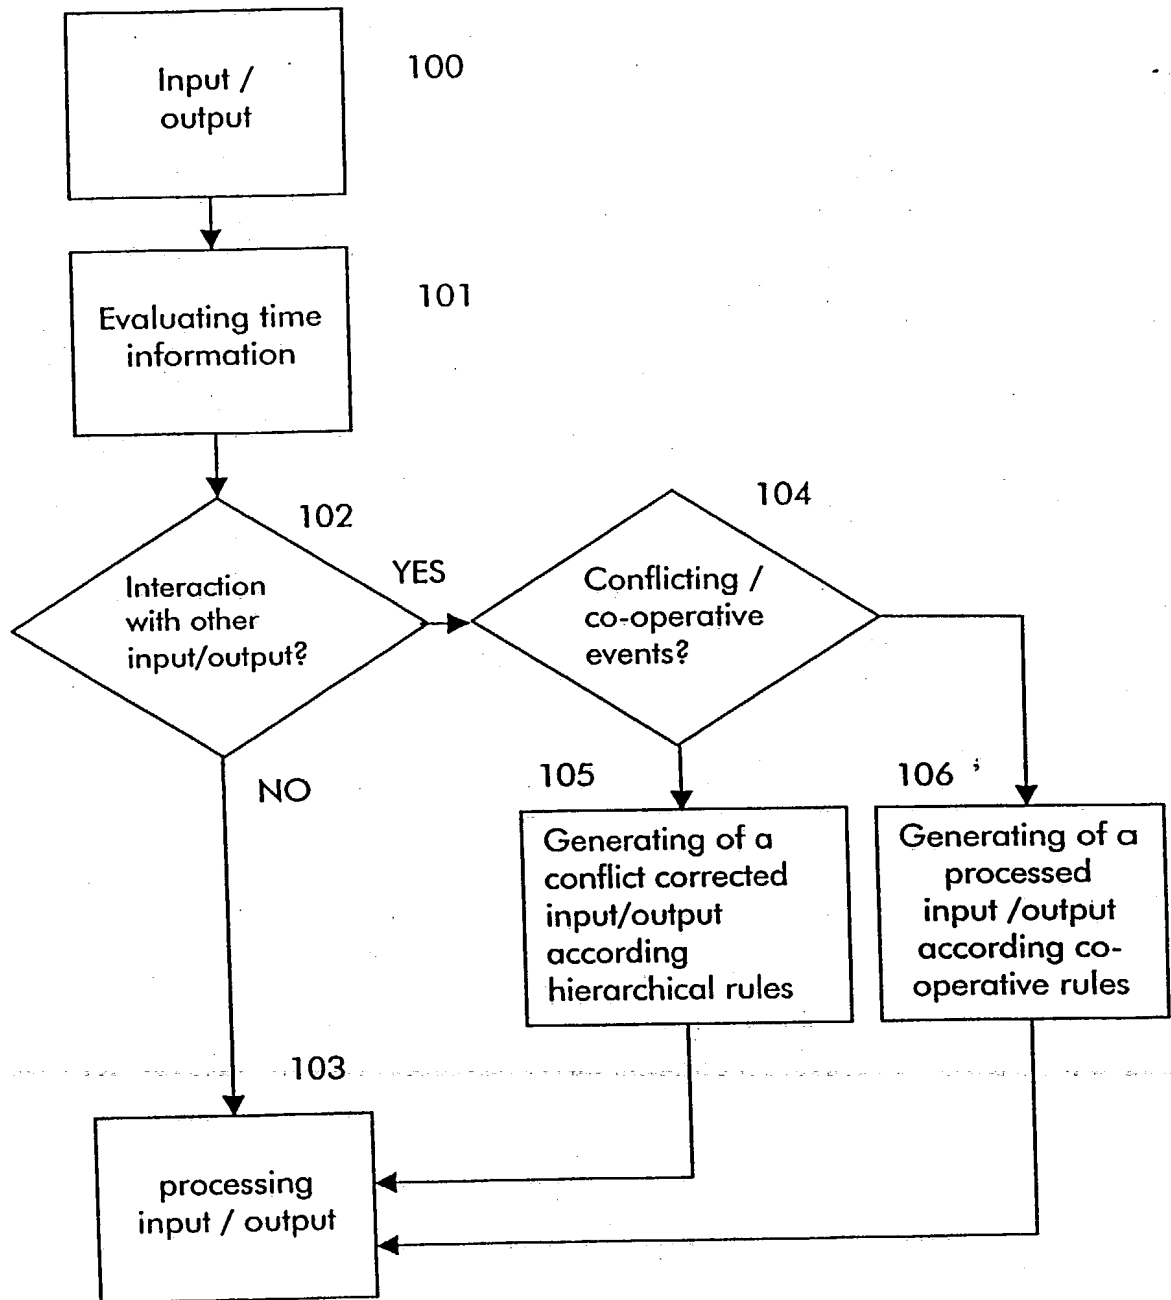 Input /
output
100
Evaluating time
information
101
102
Interaction
with other
input/output?
YES
NO
104
Conflicting /
co-operative
events?
105
Generating of a
conflict corrected
input/output
according
hierarchical rules
106
Generating of a
processed
input /output
according co-
operative rules
103
processing
input / output